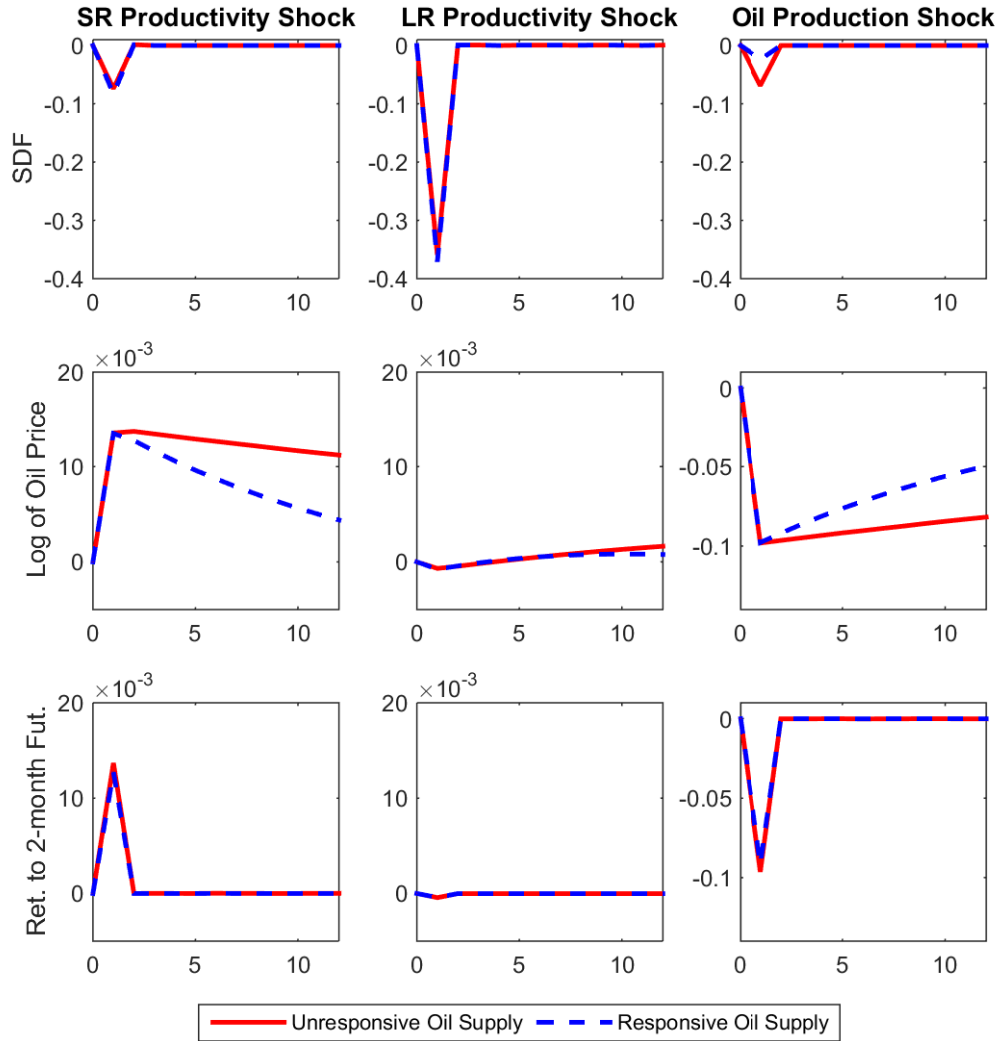 SR Productivity Shock
LR Productivity Shock
Oil Production Shock
SDF
0
-0.1
-0.2
-0.3
-0.4
0 5 10
0
-0.1
-0.2
-0.3
-0.4
0 5 10
0
-0.1
-0.2
-0.3
-0.4
0 5 10
Log of Oil Price
×10⁻³
20
10
0
0 5 10
×10⁻³
20
10
0
0 5 10
0
-0.05
-0.1
0 5 10
Ret. to 2-month Fut.
×10⁻³
20
10
0
0 5 10
×10⁻³
20
10
0
0 5 10
0
-0.05
-0.1
0 5 10
Unresponsive Oil Supply
Responsive Oil Supply